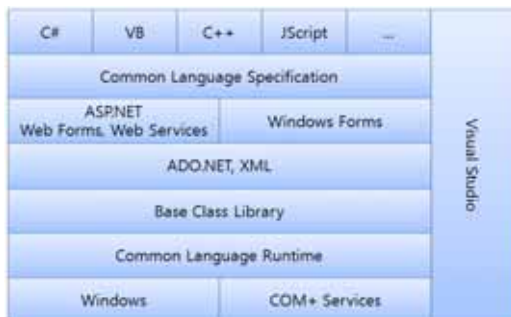 C# VB C++ JScript ...
Common Language Specification
ASP.NET
Web Forms, Web Services
Windows Forms
ADO.NET, XML
Base Class Library
Common Language Runtime
Windows COM+ Services
Visual Studio